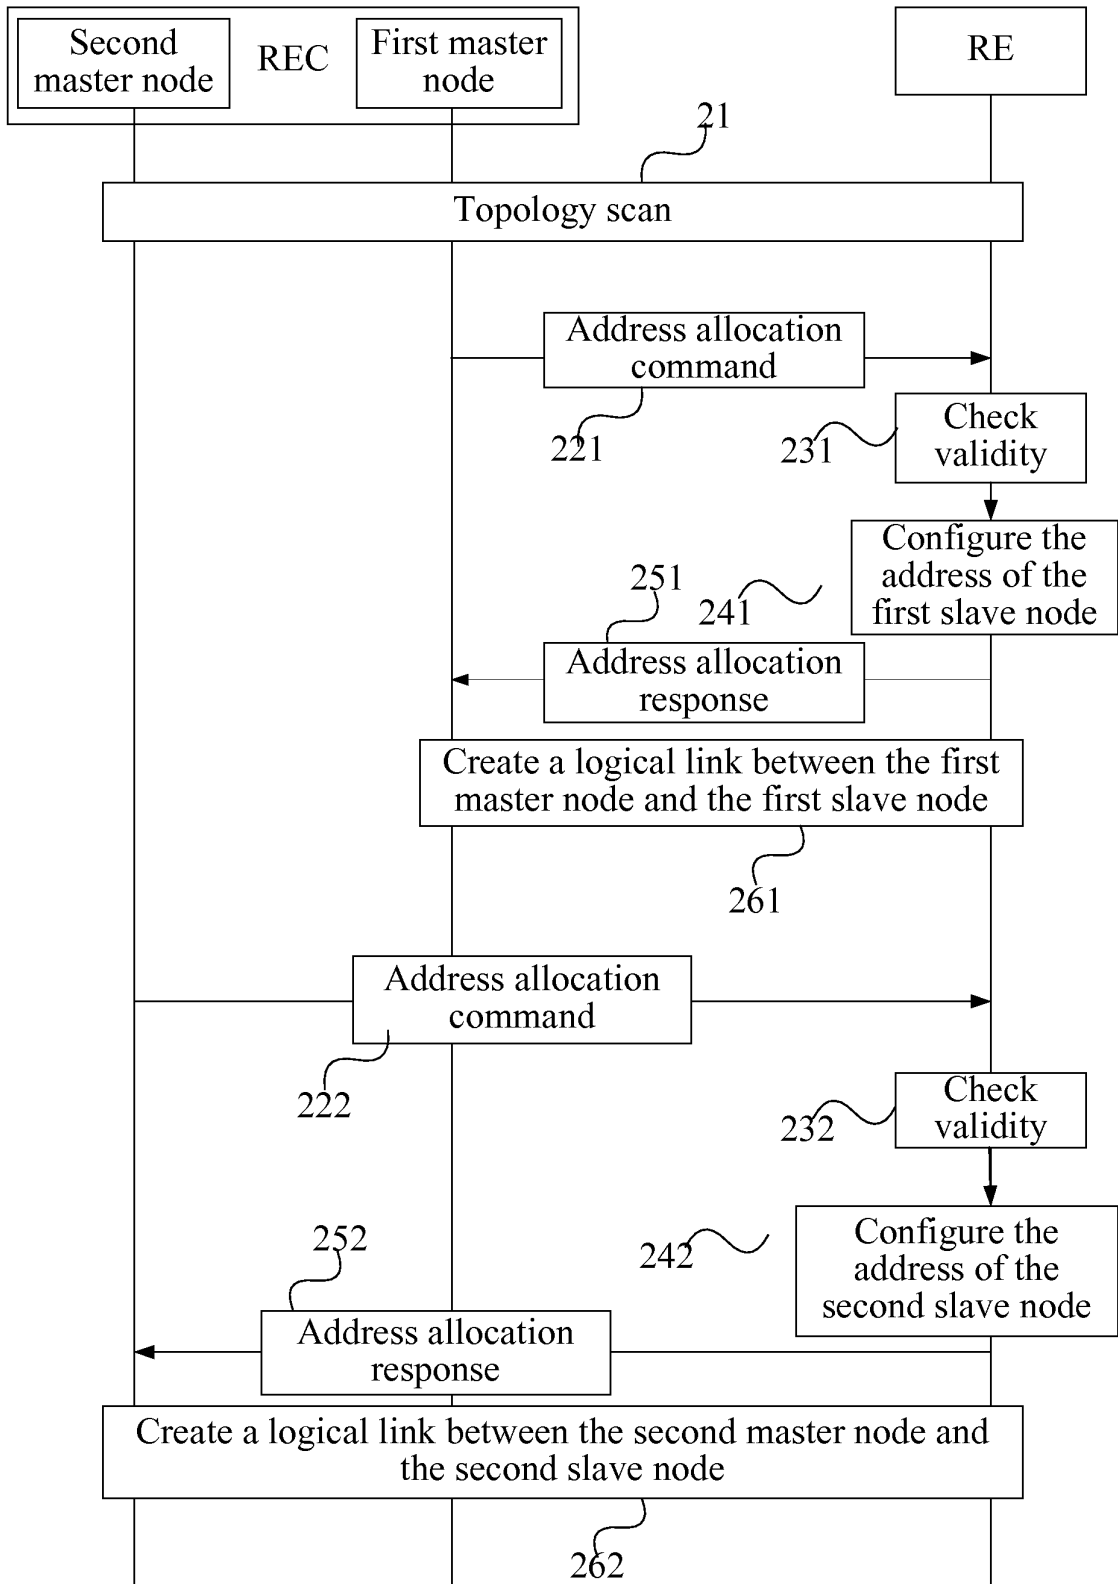 Second
master node
REC
First master
node
RE
21
Topology scan
Address allocation
command
221
231
Check
validity
Configure the
address of the
first slave node
251
241
Address allocation
response
Create a logical link between the first
master node and the first slave node
261
Address allocation
command
222
232
Check
validity
252
242
Configure the
address of the
second slave node
Address allocation
response
Create a logical link between the second master node and
the second slave node
262